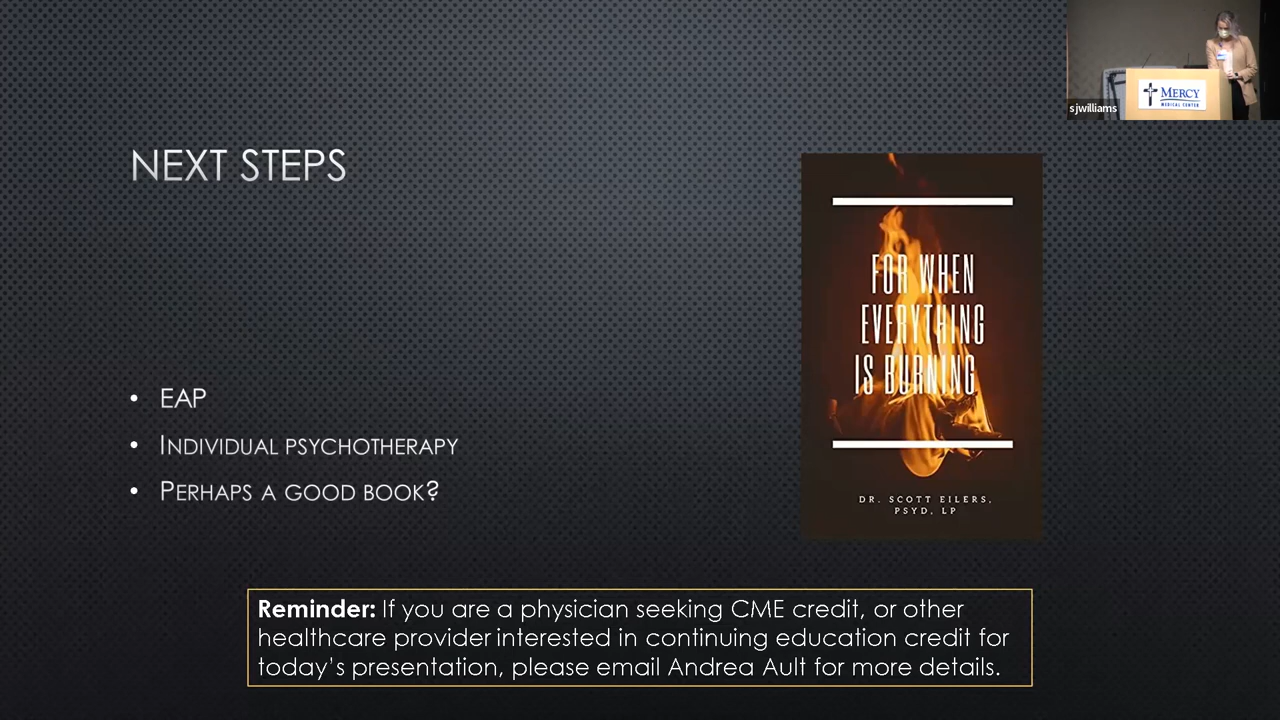 sjwilliams
MERCY
MEDICAL CENTER
NEXT STEPS
• EAP
• INDIVIDUAL PSYCHOTHERAPY
• PERHAPS A GOOD BOOK?
FOR WHEN
EVERYTHING
IS BURNING
DR. SCOTT EILERS,
PSYD, LP
Reminder: If you are a physician seeking CME credit, or other
healthcare provider interested in continuing education credit for
today's presentation, please email Andrea Ault for more details.